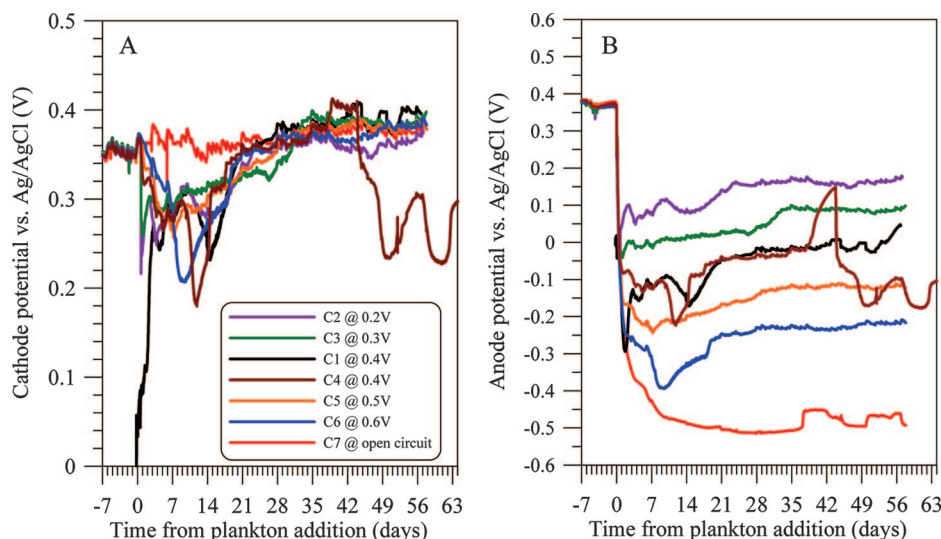 A
Cathode potential vs. Ag/AgCl (V)
0.5
0.4
0.3
0.2
0.1
0
C2 @ 0.2V
C3 @ 0.3V
C1 @ 0.4V
C4 @ 0.4V
C5 @ 0.5V
C6 @ 0.6V
C7 @ open circuit
-7 0 7 14 21 28 35 42 49 56 63
Time from plankton addition (days)
B
Anode potential vs. Ag/AgCl (V)
0.6
0.4
0.3
0.1
0
-0.1
-0.2
-0.3
-0.4
-0.5
-0.6
-7 0 7 14 21 28 35 42 49 56 63
Time from plankton addition (days)